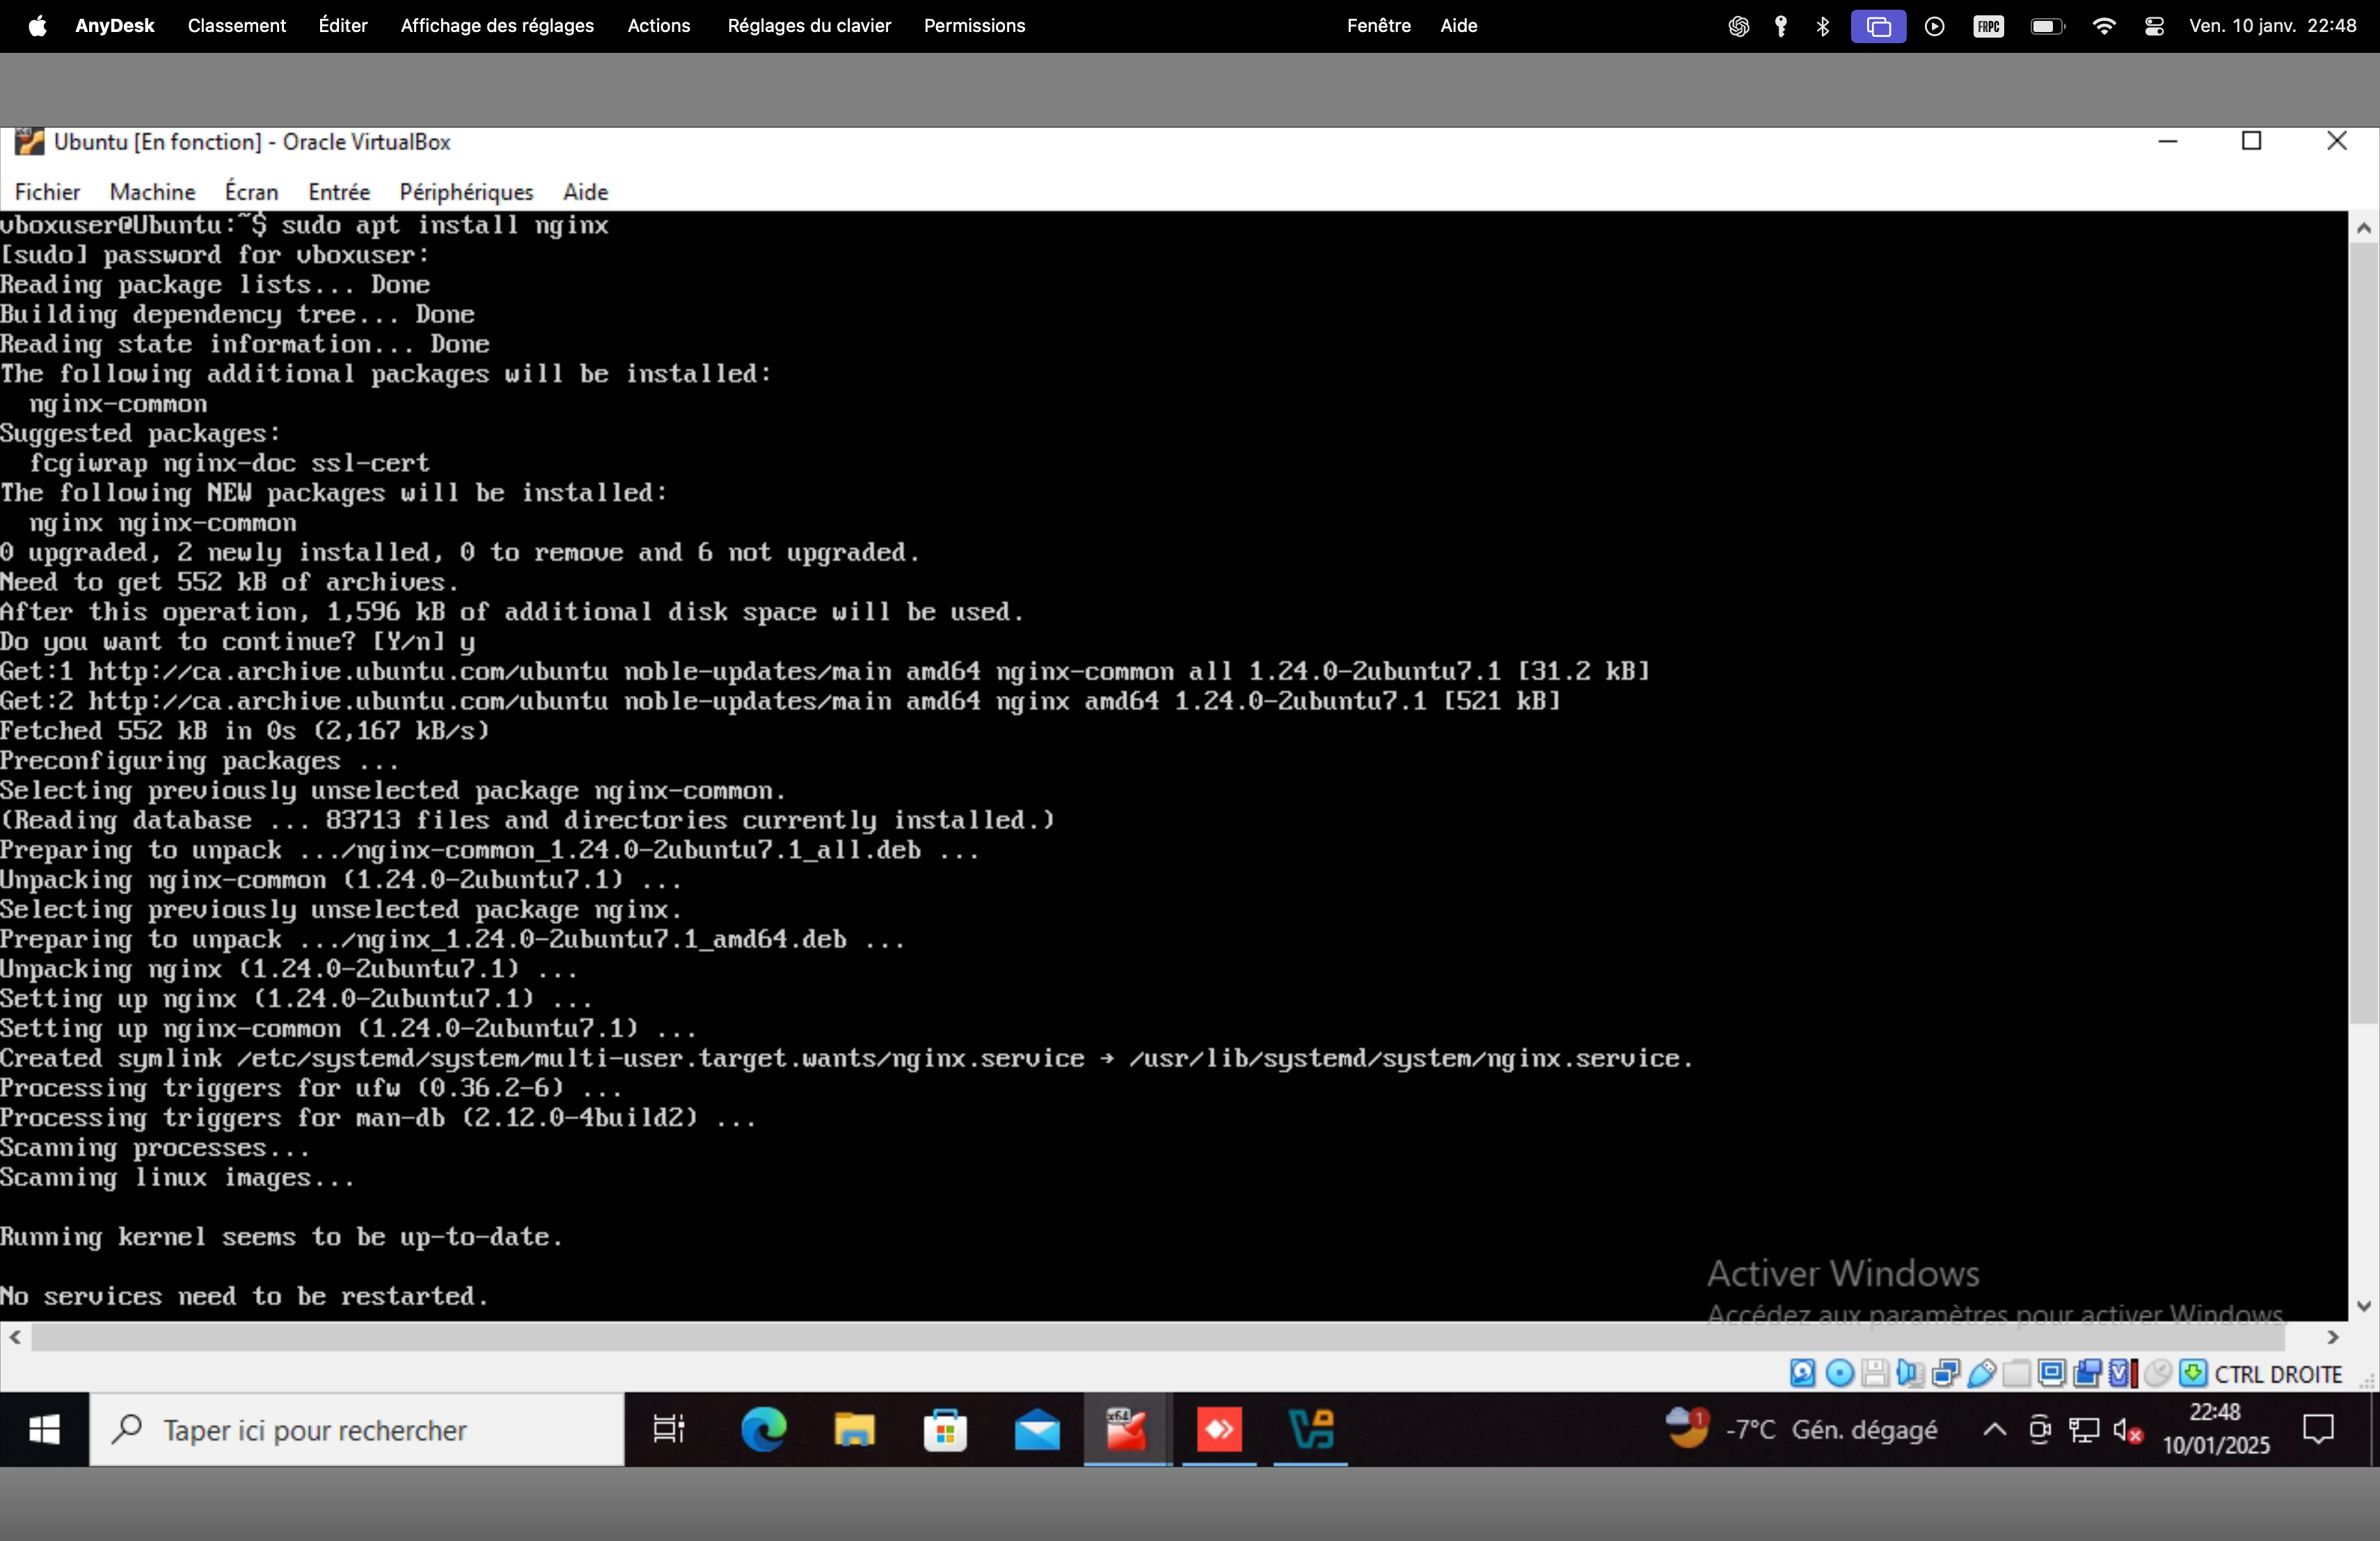 AnyDesk Classement Éditer Affichage des réglages Actions Réglages du clavier Permissions Fenêtre Aide FRPC Ven. 10 janv. 22:48
Ubuntu [En fonction] - Oracle VirtualBox
Fichier Machine Écran Entrée Périphériques Aide
vboxuser@Ubuntu:~$ sudo apt install nginx
[sudo] password for vboxuser:
Reading package lists... Done
Building dependency tree... Done
Reading state information... Done
The following additional packages will be installed:
  nginx-common
Suggested packages:
  fcgiwrap nginx-doc ssl-cert
The following NEW packages will be installed:
  nginx nginx-common
0 upgraded, 2 newly installed, 0 to remove and 6 not upgraded.
Need to get 552 kB of archives.
After this operation, 1,596 kB of additional disk space will be used.
Do you want to continue? [Y/n] y
Get:1 http://ca.archive.ubuntu.com/ubuntu noble-updates/main amd64 nginx-common all 1.24.0-2ubuntu7.1 [31.2 kB]
Get:2 http://ca.archive.ubuntu.com/ubuntu noble-updates/main amd64 nginx amd64 1.24.0-2ubuntu7.1 [521 kB]
Fetched 552 kB in 0s (2,167 kB/s)
Preconfiguring packages ...
Selecting previously unselected package nginx-common.
(Reading database ... 83713 files and directories currently installed.)
Preparing to unpack .../nginx-common_1.24.0-2ubuntu7.1_all.deb ...
Unpacking nginx-common (1.24.0-2ubuntu7.1) ...
Selecting previously unselected package nginx.
Preparing to unpack .../nginx_1.24.0-2ubuntu7.1_amd64.deb ...
Unpacking nginx (1.24.0-2ubuntu7.1) ...
Setting up nginx (1.24.0-2ubuntu7.1) ...
Setting up nginx-common (1.24.0-2ubuntu7.1) ...
Created symlink /etc/systemd/system/multi-user.target.wants/nginx.service → /usr/lib/systemd/system/nginx.service.
Processing triggers for ufw (0.36.2-6) ...
Processing triggers for man-db (2.12.0-4build2) ...
Scanning processes...
Scanning linux images...
Running kernel seems to be up-to-date.
No services need to be restarted.
Activer Windows
Accédez aux paramètres pour activer Windows.
CTRL DROITE
Taper ici pour rechercher
x64
1
-7°C Gén. dégagé
22:48
10/01/2025